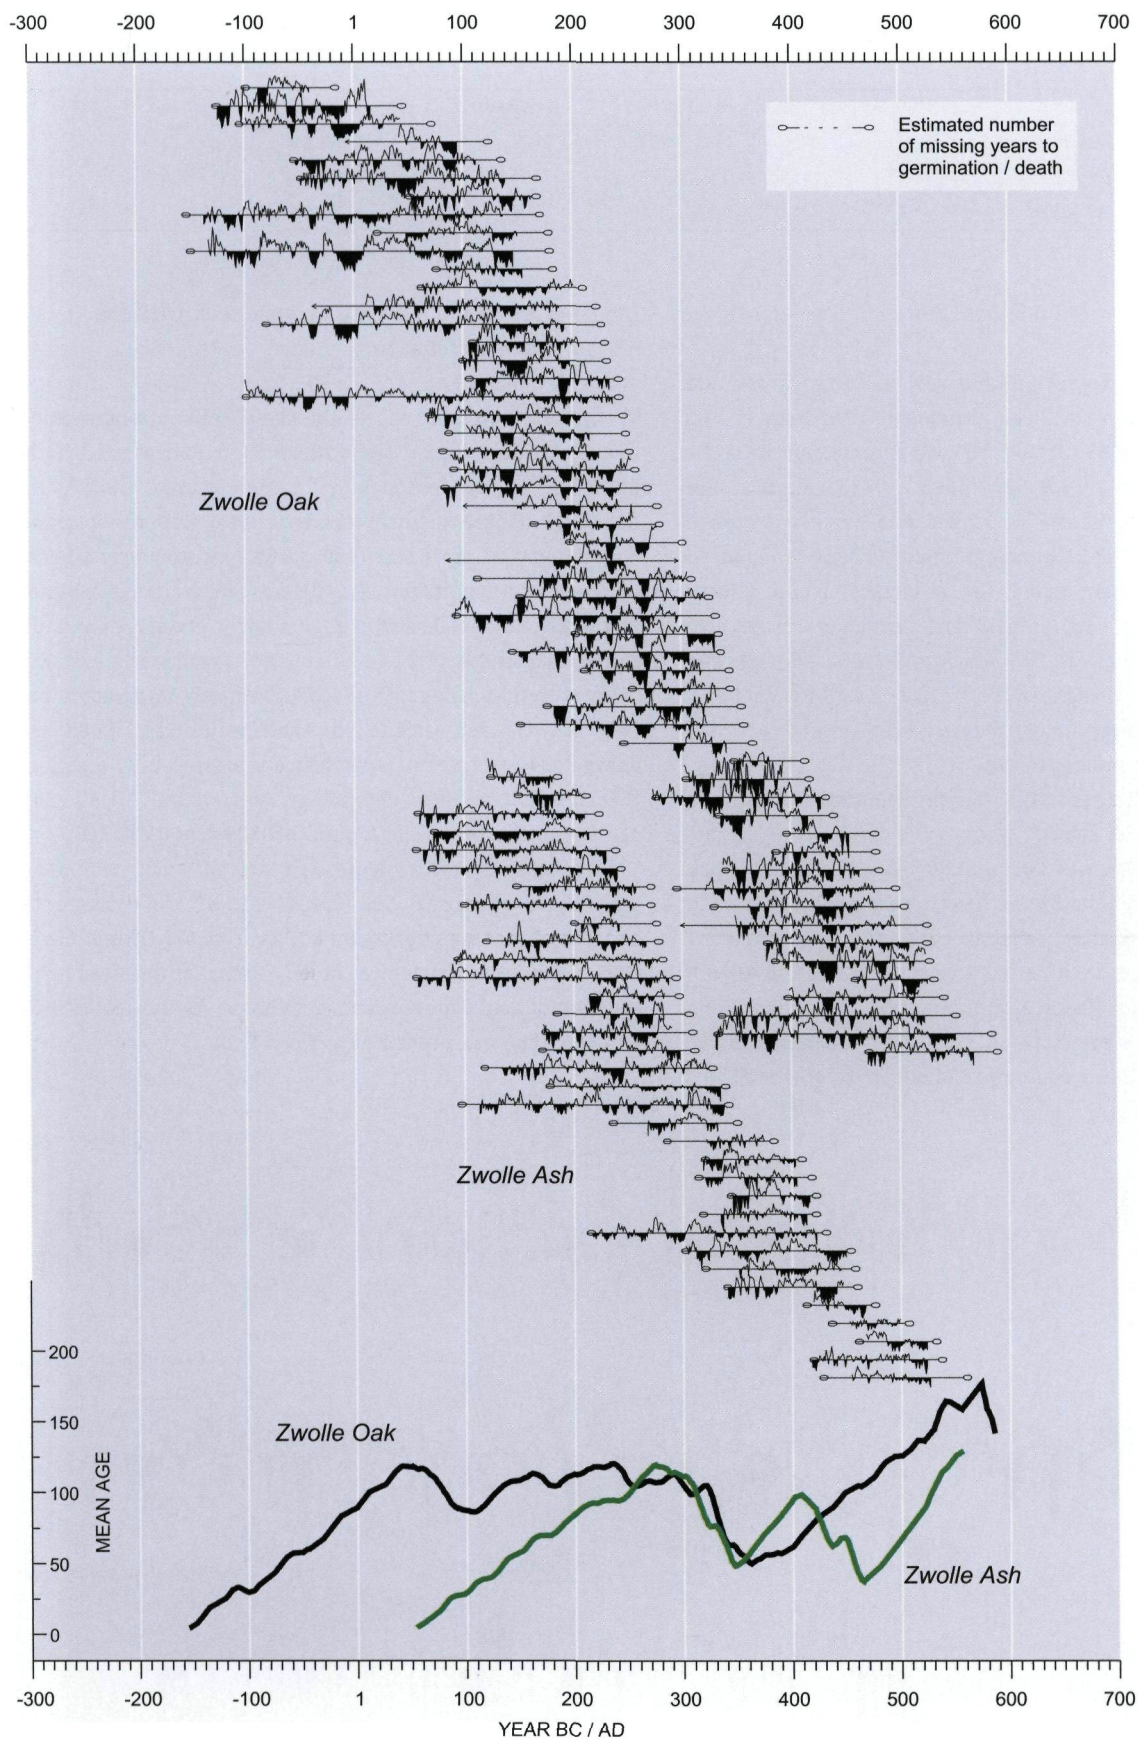 -300 -200 -100 1 100 200 300 400 500 600 700
Estimated number
of missing years to
germination / death
Zwolle Oak
Zwolle Ash
200
150
100
50
0
MEAN AGE
Zwolle Oak
Zwolle Ash
-300 -200 -100 1 100 200 300 400 500 600 700
YEAR BC / AD